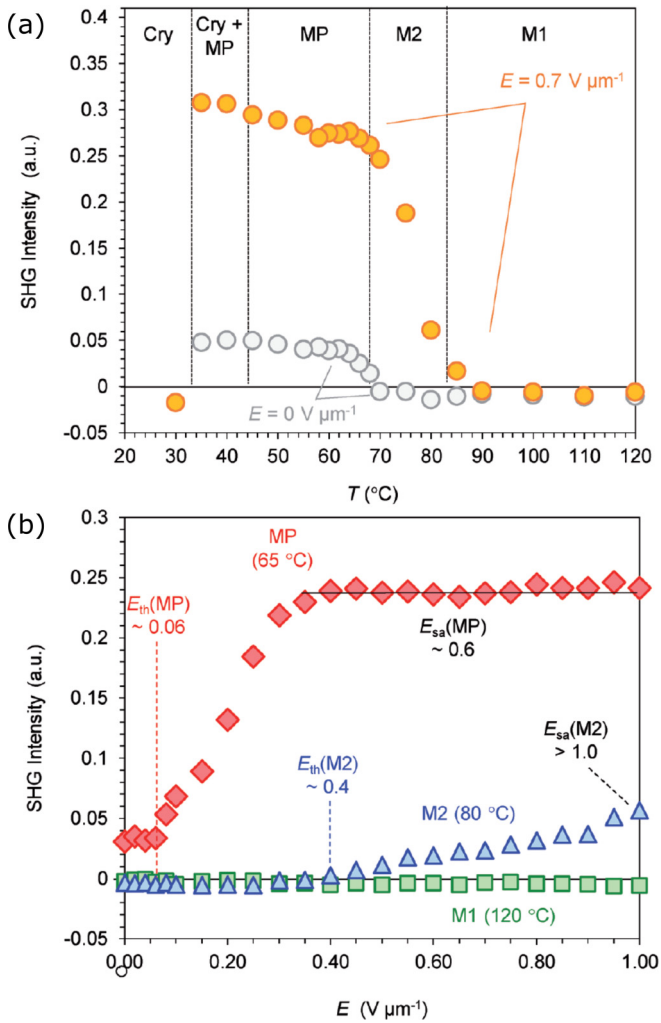 (a)
0.4
0.35
0.3
0.25
0.2
0.15
0.1
0.05
0
-0.05
SHG Intensity (a.u.)
Cry
Cry +
MP
MP
M2
M1
E = 0.7 V µm-1
E = 0 V µm-1
20 30 40 50 60 70 80 90 100 110 120
T (°C)
(b)
0.3
0.25
0.2
0.15
0.1
0.05
0
-0.05
SHG Intensity (a.u.)
MP
(65 °C)
Eth(MP)
~ 0.06
Esa(MP)
~ 0.6
Eth(M2)
~ 0.4
Esa(M2)
> 1.0
M2 (80 °C)
M1 (120 °C)
0.00 0.20 0.40 0.60 0.80 1.00
E (V µm-1)